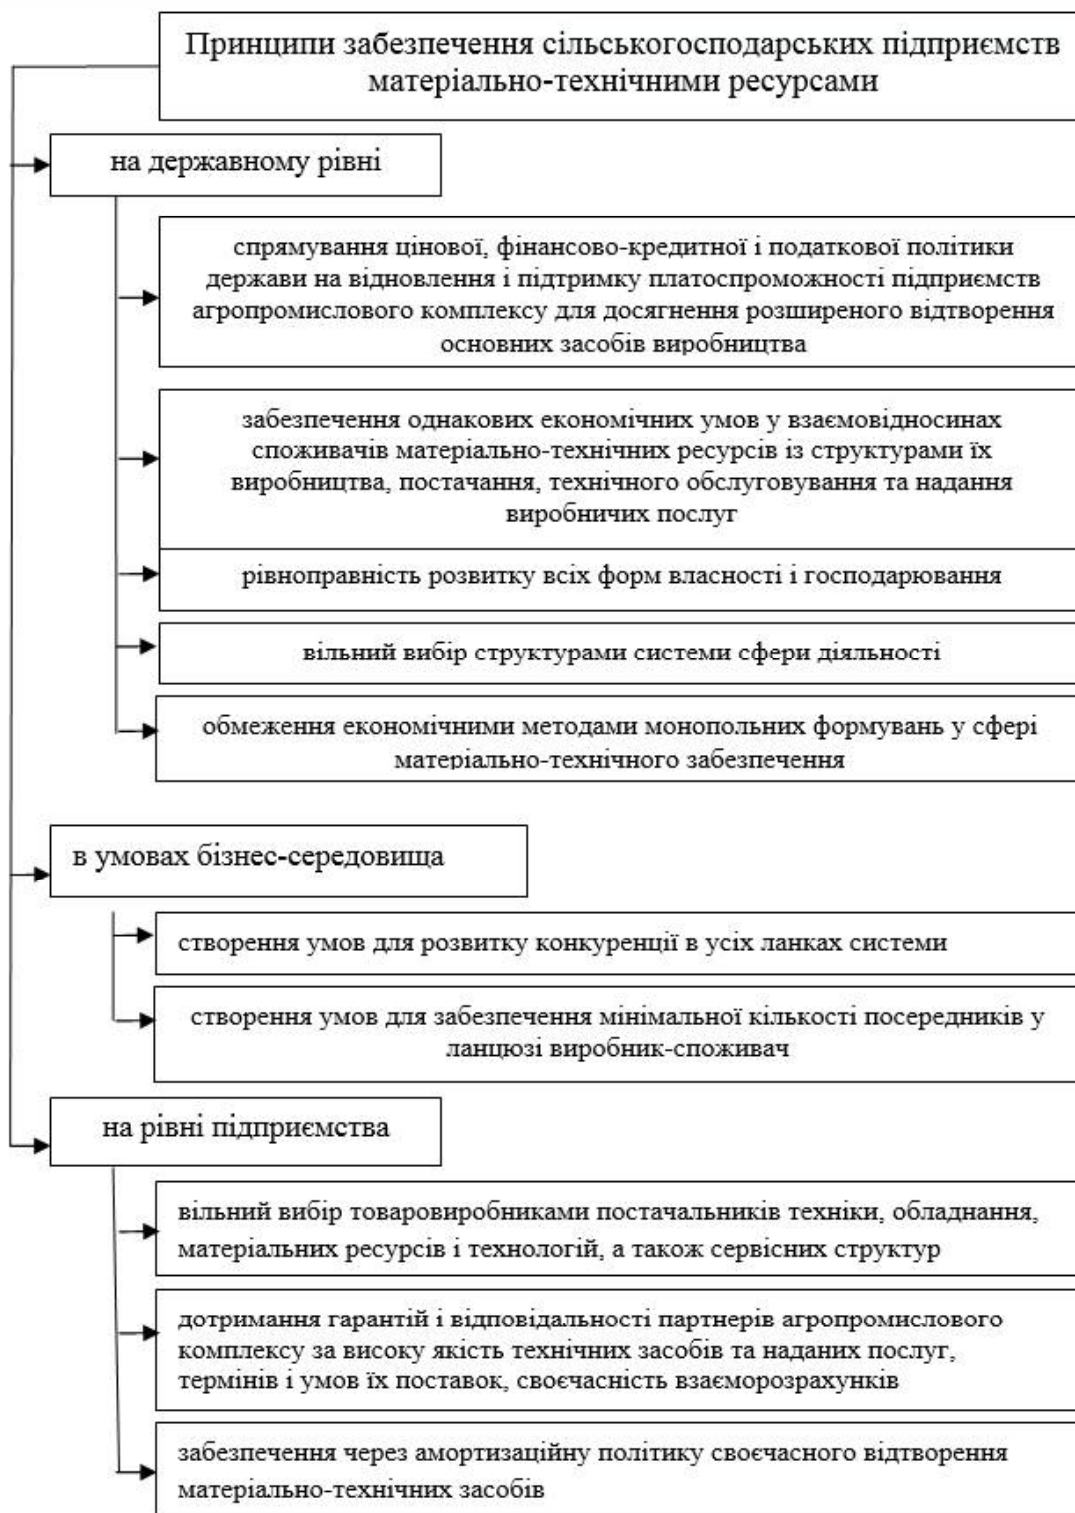 Принципи забезпечення сільськогосподарських підприємств
матеріально-технічними ресурсами
на державному рівні
спрямування цінової, фінансово-кредитної і податкової політики
держави на відновлення і підтримку платоспроможності підприємств
агропромислового комплексу для досягнення розширеного відтворення
основних засобів виробництва
забезпечення однакових економічних умов у взаємовідносинах
споживачів матеріально-технічних ресурсів із структурами їх
виробництва, постачання, технічного обслуговування та надання
виробничих послуг
рівноправність розвитку всіх форм власності і господарювання
вільний вибір структурами системи сфери діяльності
обмеження економічними методами монопольних формувань у сфері
матеріально-технічного забезпечення
в умовах бізнес-середовища
створення умов для розвитку конкуренції в усіх ланках системи
створення умов для забезпечення мінімальної кількості посередників у
ланцюзі виробник-споживач
на рівні підприємства
вільний вибір товаровиробниками постачальників техніки, обладнання,
матеріальних ресурсів і технологій, а також сервісних структур
дотримання гарантій і відповідальності партнерів агропромислового
комплексу за високу якість технічних засобів та наданих послуг,
термінів і умов їх поставок, своєчасність взаєморозрахунків
забезпечення через амортизаційну політику своєчасного відтворення
матеріально-технічних засобів